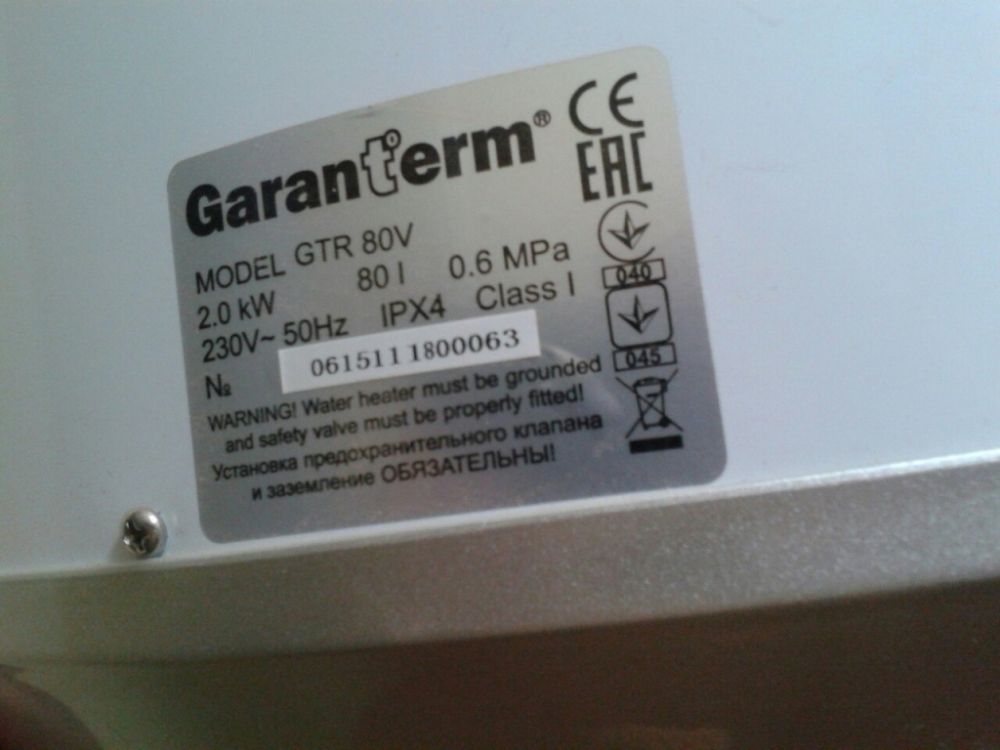 Garanterm®
CE
EAC
MODEL GTR 80V
2.0 kW 80 l 0.6 MPa
230V~ 50Hz IPX4 Class I
№ 0615111800063
040
045
WARNING! Water heater must be grounded
and safety valve must be properly fitted!
Установка предохранительного клапана
и заземление ОБЯЗАТЕЛЬНЫ!